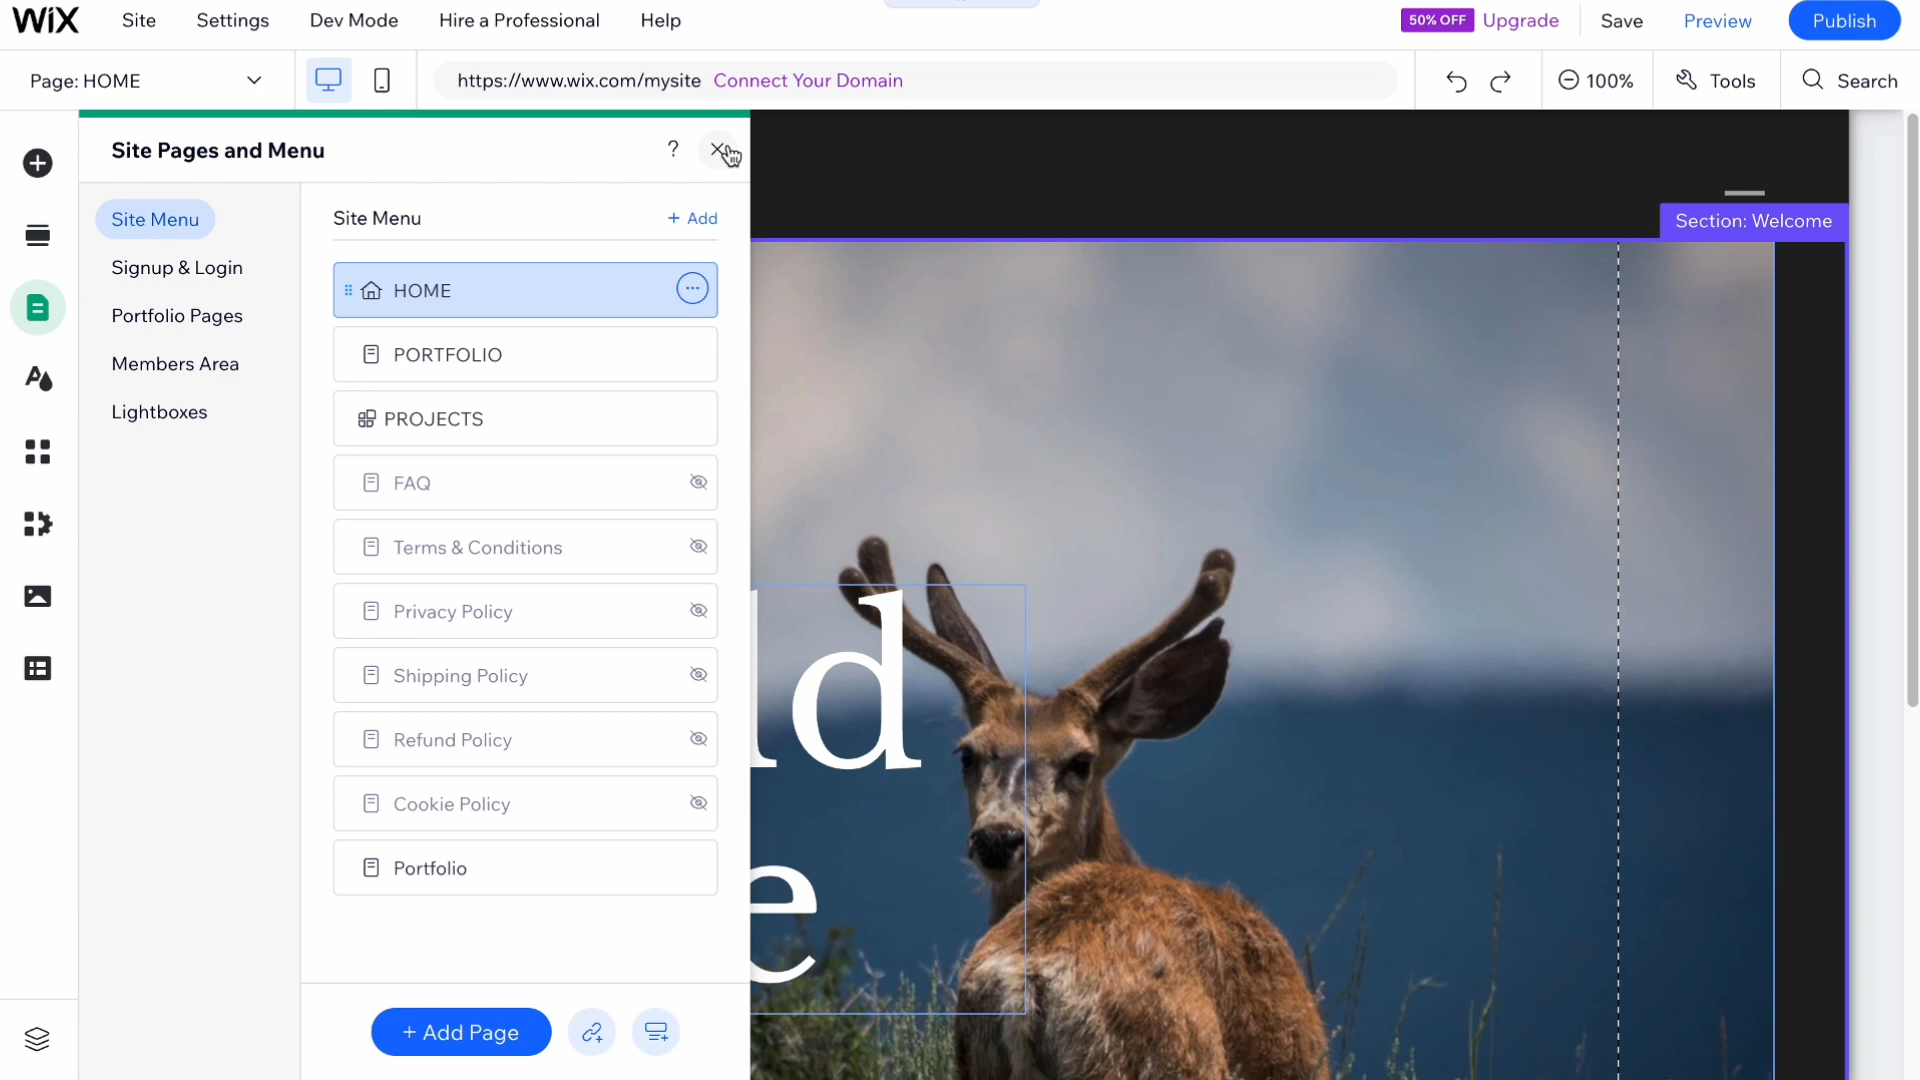 WiX Site Settings Dev Mode Hire a Professional Help 50% OFF Upgrade Save Preview Publish
Page: HOME https://www.wix.com/mysite Connect Your Domain 100% Tools Search
Site Pages and Menu ?
Site Menu
Signup & Login
Portfolio Pages
Members Area
Lightboxes
Site Menu + Add
HOME
PORTFOLIO
PROJECTS
FAQ
Terms & Conditions
Privacy Policy
Shipping Policy
Refund Policy
Cookie Policy
Portfolio
+ Add Page
Section: Welcome
ld
e